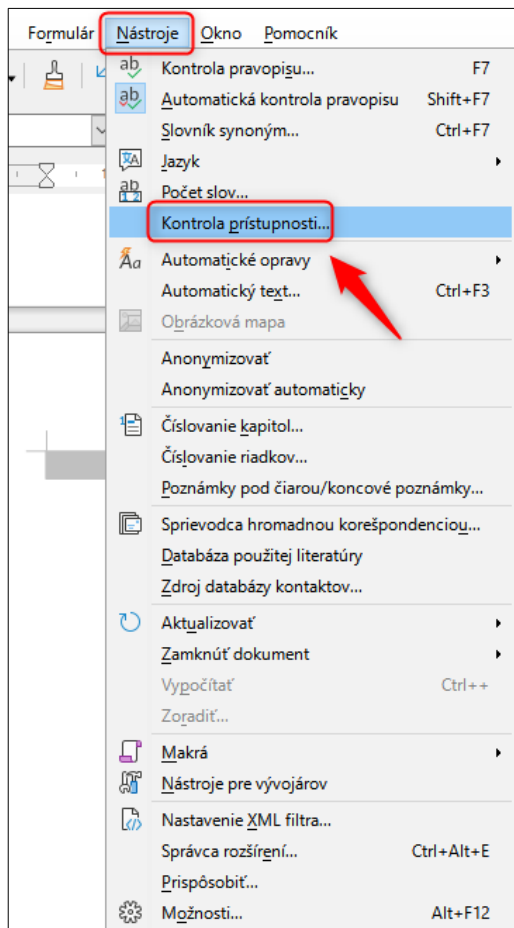 Formulár Nástroje Okno Pomocník
Kontrola pravopisu... F7
Automatická kontrola pravopisu Shift+F7
Slovník synoným... Ctrl+F7
Jazyk
Počet slov...
Kontrola prístupnosti...
Automatické opravy
Automatický text... Ctrl+F3
Obrázková mapa
Anonymizovať
Anonymizovať automaticky
Číslovanie kapitol...
Číslovanie riadkov...
Poznámky pod čiarou/koncové poznámky...
Sprievodca hromadnou korešpondenciou...
Databáza použitej literatúry
Zdroj databázy kontaktov...
Aktualizovať
Zamknúť dokument
Vypočítať Ctrl++
Zoradiť...
Makrá
Nástroje pre vývojárov
Nastavenie XML filtra...
Správca rozšírení... Ctrl+Alt+E
Prispôsobiť...
Možnosti... Alt+F12